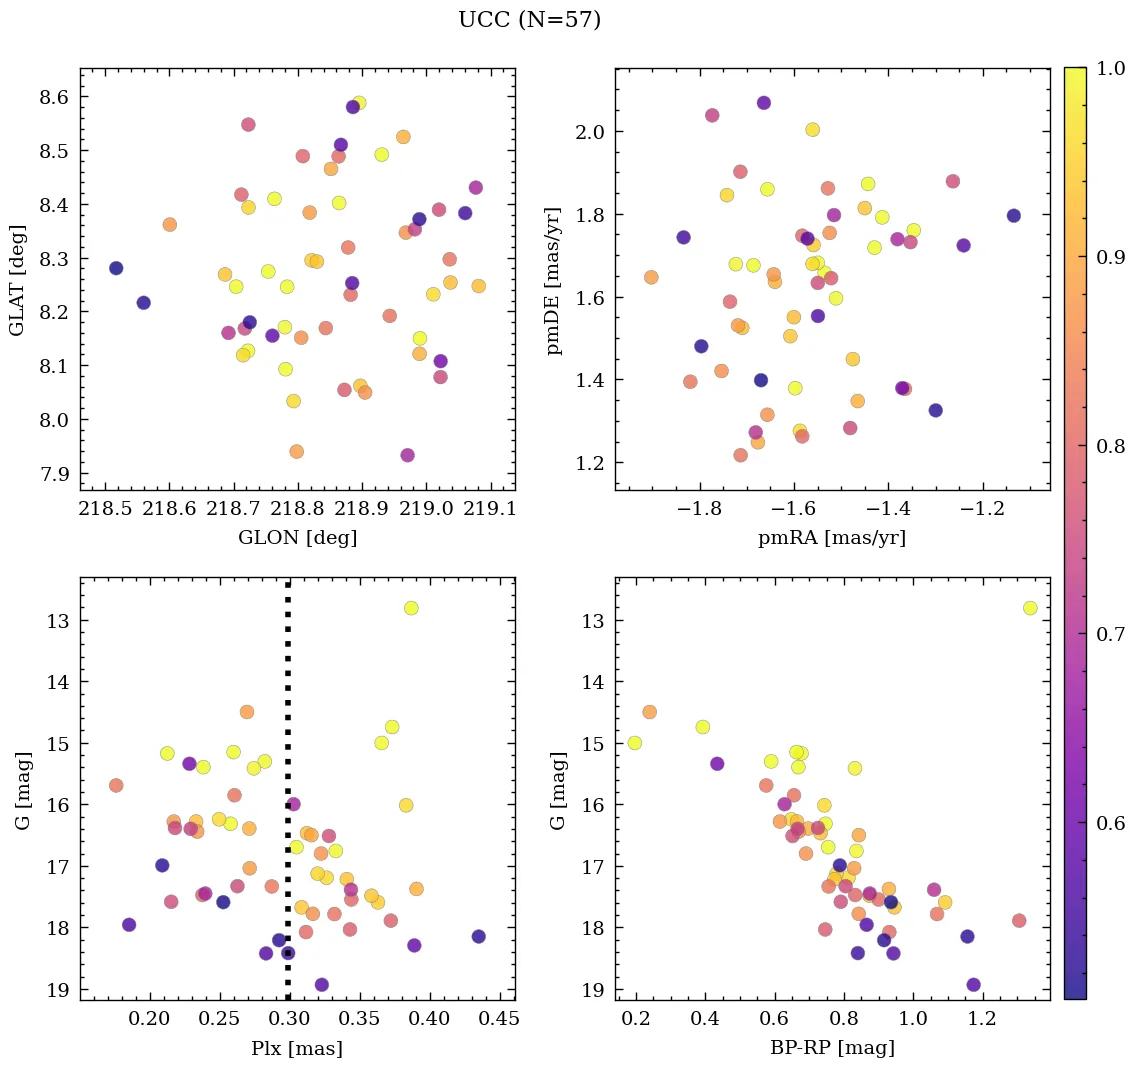 UCC (N=57)
8.6
8.5
8.4
8.3
8.2
8.1
8.0
7.9
GLAT [deg]
218.5 218.6 218.7 218.8 218.9 219.0 219.1
GLON [deg]
2.0
1.8
1.6
1.4
1.2
pmDE [mas/yr]
−1.8 −1.6 −1.4 −1.2
pmRA [mas/yr]
13
14
15
16
17
18
19
G [mag]
0.20 0.25 0.30 0.35 0.40 0.45
Plx [mas]
13
14
15
16
17
18
19
G [mag]
0.2 0.4 0.6 0.8 1.0 1.2
BP-RP [mag]
1.0
0.9
0.8
0.7
0.6